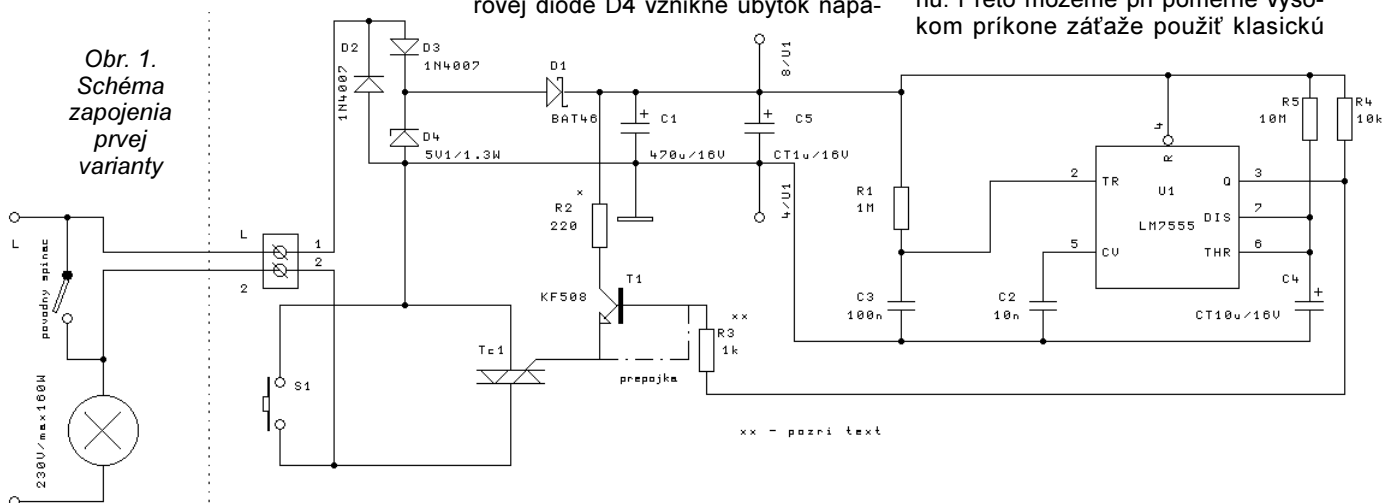 rovej diode D4 vznikne úbytok napä-
nu. Preto môžeme pri pomerne vyso-
kom príkone záťaže použiť klasickú
Obr. 1.
Schéma
zapojenia
prvej
varianty
D2
1N4007
D3
1N4007
D4
5V1/1.3W
D1
BAT46
C1
470u/16V
8/U1
C5
CT1u/16V
4/U1
R5
10M
R4
10k
4
R
2
TR
U1
Q
3
LM7555
DIS
7
5
CV
THR
6
R1
1M
C3
100n
C2
10n
C4
CT10u/16V
×
R2
220
T1
KF508
xx
R3
1k
prepojka
Tc1
S1
L
1
2
2
L
povodny spinac
230V/max160W
xx - pozri text